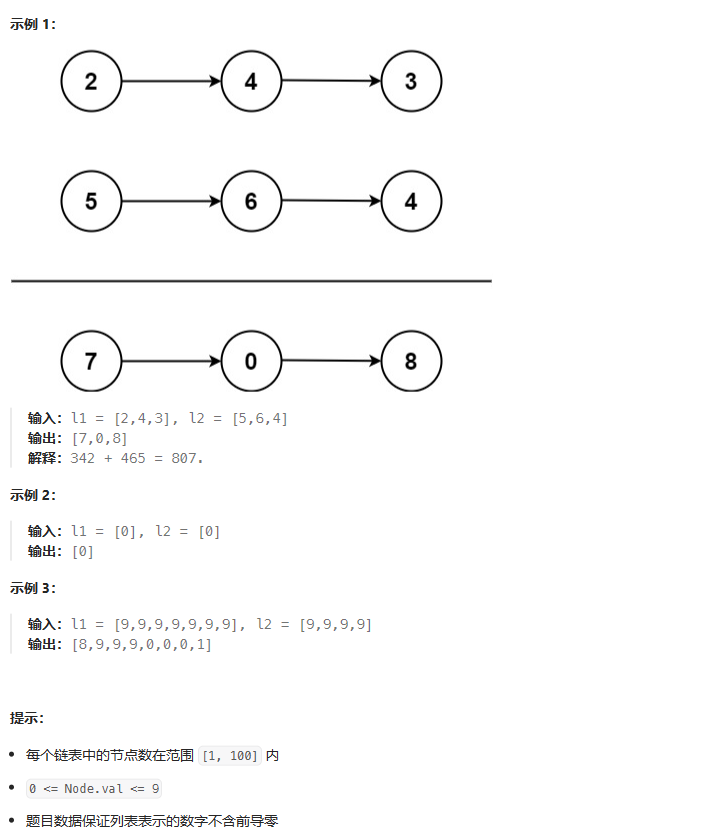 示例 1：
2 4 3
5 6 4
7 0 8
输入：l1 = [2,4,3], l2 = [5,6,4]
输出：[7,0,8]
解释：342 + 465 = 807.
示例 2：
输入：l1 = [0], l2 = [0]
输出：[0]
示例 3：
输入：l1 = [9,9,9,9,9,9,9], l2 = [9,9,9,9]
输出：[8,9,9,9,0,0,0,1]
提示：
每个链表中的节点数在范围 [1, 100] 内
0 <= Node.val <= 9
题目数据保证列表表示的数字不含前导零